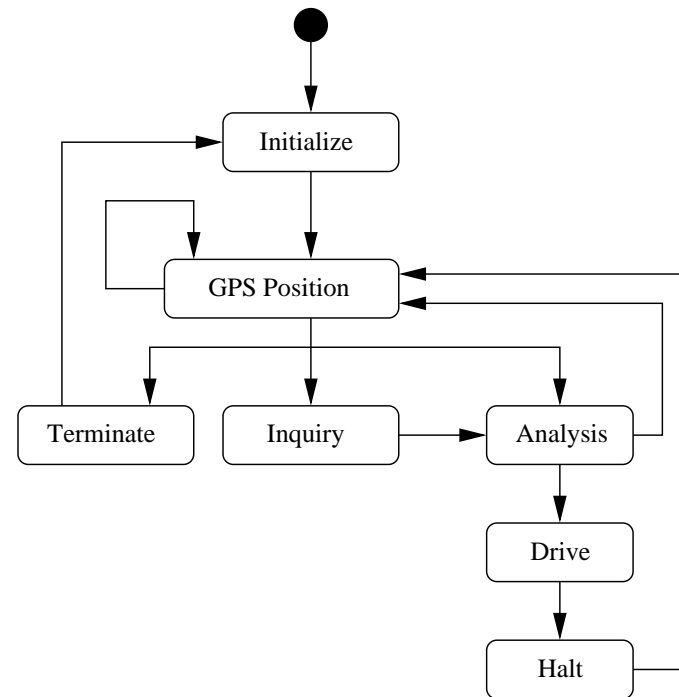 Initialize
GPS Position
Terminate
Inquiry
Analysis
Drive
Halt